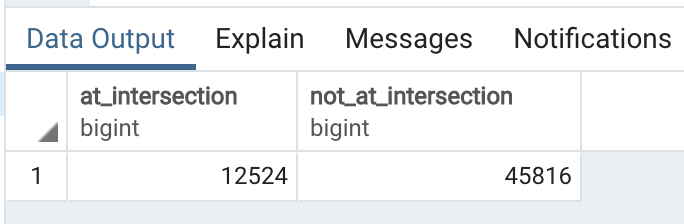 Data Output Explain Messages Notifications
at_intersection not_at_intersection
bigint bigint
1 12524 45816